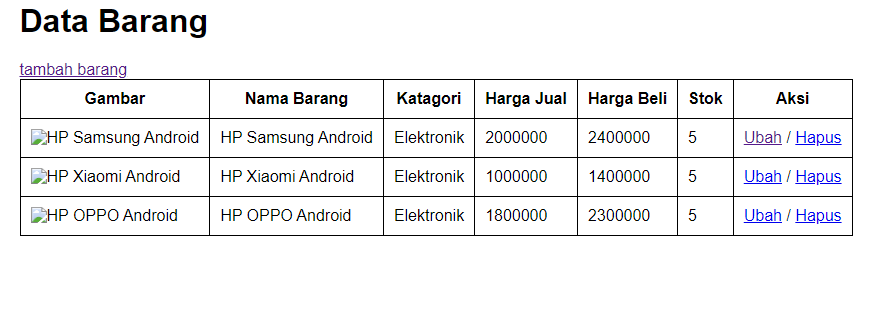 Data Barang
tambah barang
Gambar Nama Barang Katagori Harga Jual Harga Beli Stok Aksi
HP Samsung Android HP Samsung Android Elektronik 2000000 2400000 5 Ubah / Hapus
HP Xiaomi Android HP Xiaomi Android Elektronik 1000000 1400000 5 Ubah / Hapus
HP OPPO Android HP OPPO Android Elektronik 1800000 2300000 5 Ubah / Hapus